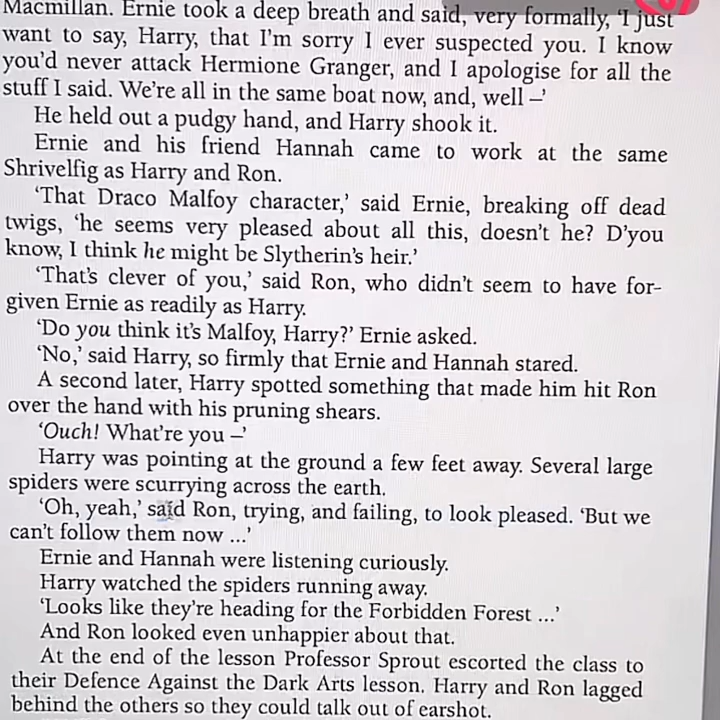 Macmillan. Ernie took a deep breath and said, very formally, ‘I just
want to say, Harry, that I’m sorry I ever suspected you. I know
you’d never attack Hermione Granger, and I apologise for all the
stuff I said. We’re all in the same boat now, and, well –’
He held out a pudgy hand, and Harry shook it.
Ernie and his friend Hannah came to work at the same
Shrivelfig as Harry and Ron.
‘That Draco Malfoy character,’ said Ernie, breaking off dead
twigs, ‘he seems very pleased about all this, doesn’t he? D’you
know, I think he might be Slytherin’s heir.’
‘That’s clever of you,’ said Ron, who didn’t seem to have for-
given Ernie as readily as Harry.
‘Do you think it’s Malfoy, Harry?’ Ernie asked.
‘No,’ said Harry, so firmly that Ernie and Hannah stared.
A second later, Harry spotted something that made him hit Ron
over the hand with his pruning shears.
‘Ouch! What’re you –’
Harry was pointing at the ground a few feet away. Several large
spiders were scurrying across the earth.
‘Oh, yeah,’ said Ron, trying, and failing, to look pleased. ‘But we
can’t follow them now ...’
Ernie and Hannah were listening curiously.
Harry watched the spiders running away.
‘Looks like they’re heading for the Forbidden Forest ...’
And Ron looked even unhappier about that.
At the end of the lesson Professor Sprout escorted the class to
their Defence Against the Dark Arts lesson. Harry and Ron lagged
behind the others so they could talk out of earshot.